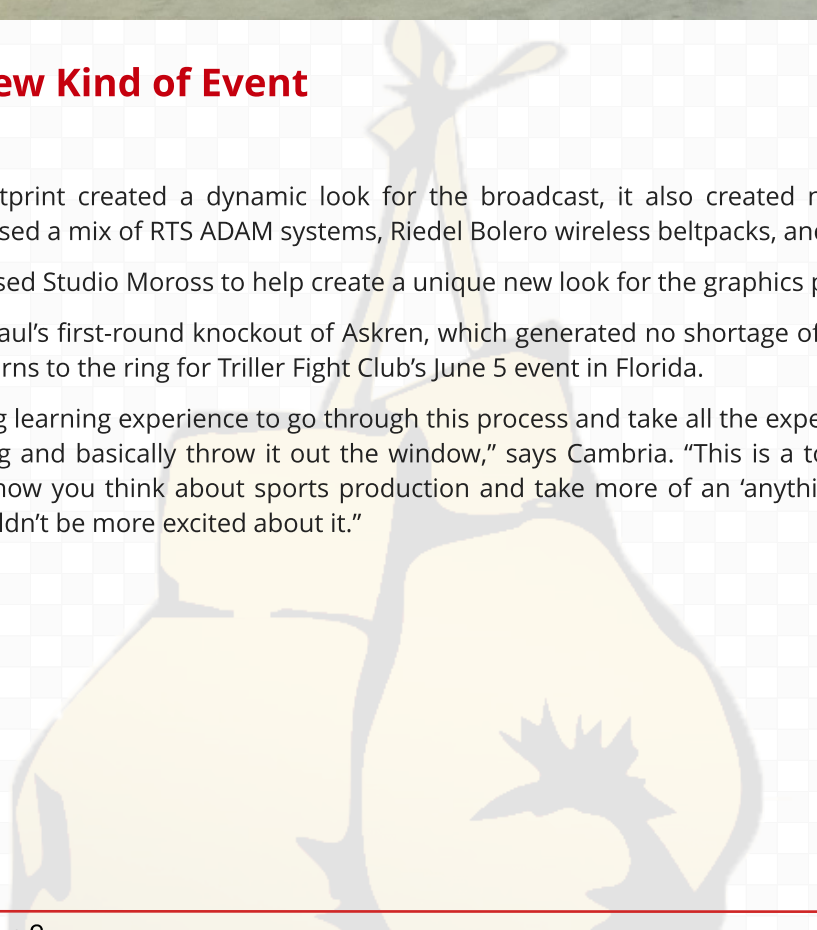 ew Kind of Event
tprint created a dynamic look for the broadcast, it also created
sed a mix of RTS ADAM systems, Riedel Bolero wireless beltpacks, an
sed Studio Moross to help create a unique new look for the graphics
aul’s first-round knockout of Askren, which generated no shortage of
rns to the ring for Triller Fight Club’s June 5 event in Florida.
g learning experience to go through this process and take all the expe
g and basically throw it out the window,” says Cambria. “This is a to
how you think about sports production and take more of an ‘anythi
ldn’t be more excited about it.”